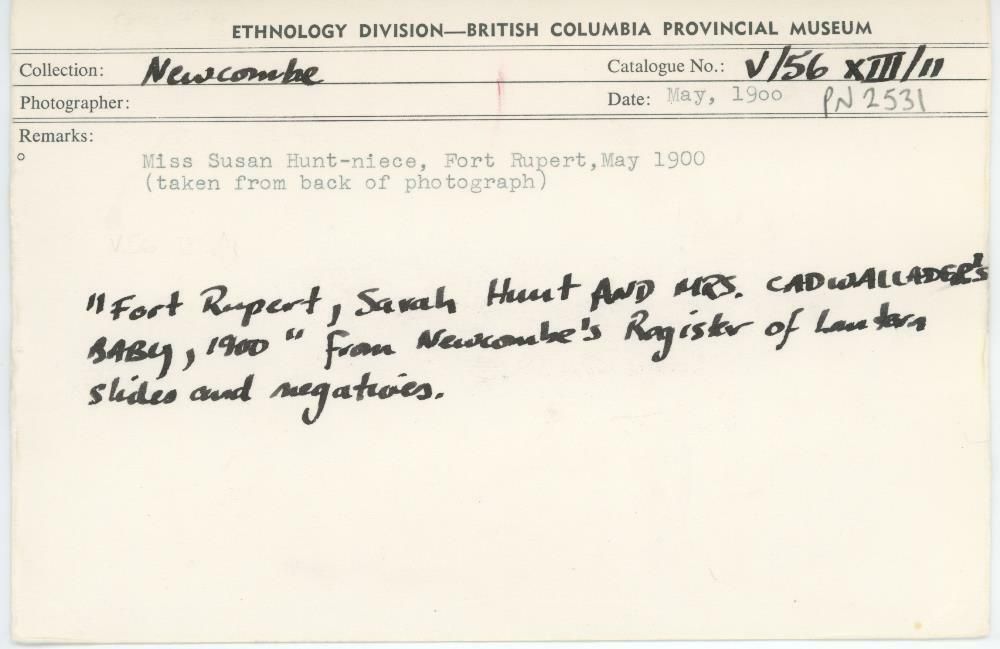 ETHNOLOGY DIVISION—BRITISH COLUMBIA PROVINCIAL MUSEUM
Collection: Newcombe Catalogue No.: V/56 XIII/11
Photographer: Date: May, 19oo PN 2531
Remarks:
Miss Susan Hunt-niece, Fort Rupert,May 1900
(taken from back of photograph)
"Fort Rupert, Sarah Hunt AND MRS. CADWALLADER'S
BABY, 1900" from Newcombe's Register of Lantern
slides and negatives.